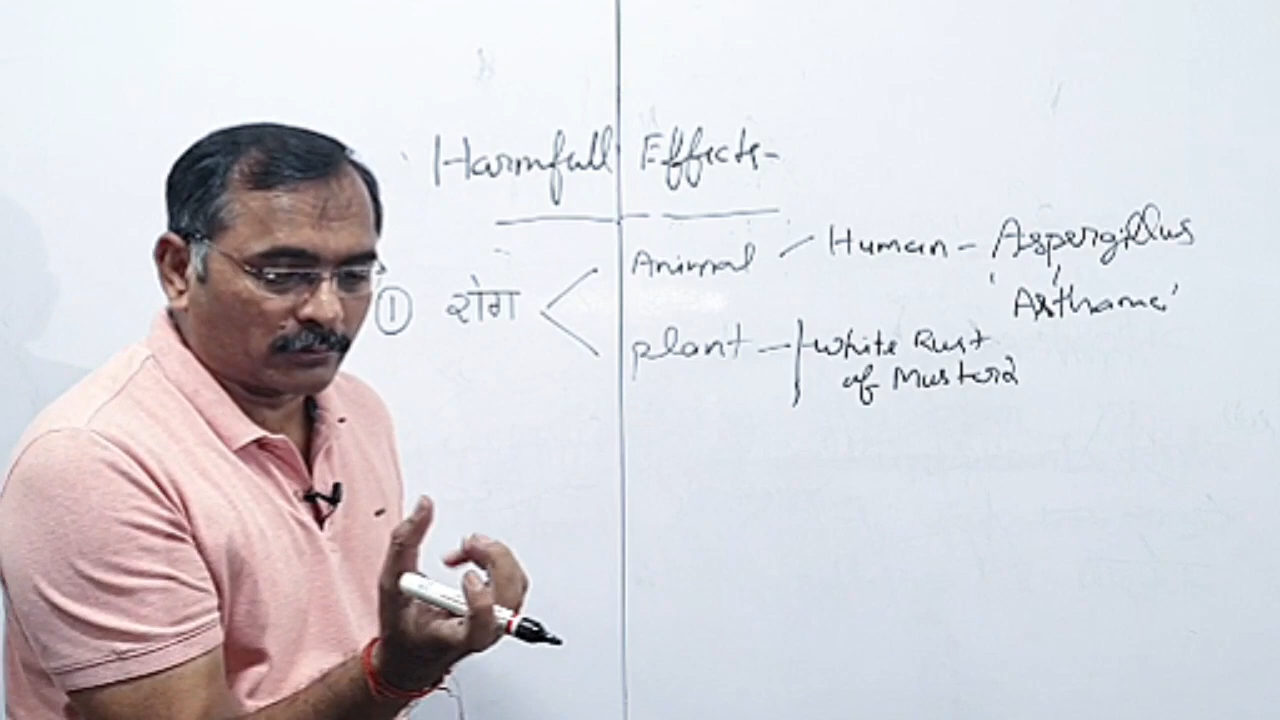 Harmfull Effects-
Animal / Human - Aspergillus
① रोग
'Asthama'
plant - White Rust
of Mustard